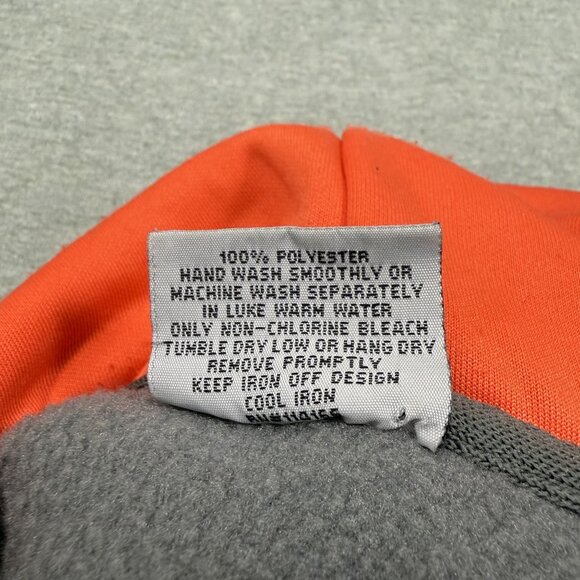 100% POLYESTER
HAND WASH SMOOTHLY OR
MACHINE WASH SEPARATELY
IN LUKE WARM WATER
ONLY NON-CHLORINE BLEACH
TUMBLE DRY LOW OR HANG DRY
REMOVE PROMPTLY
KEEP IRON OFF DESIGN
COOL IRON